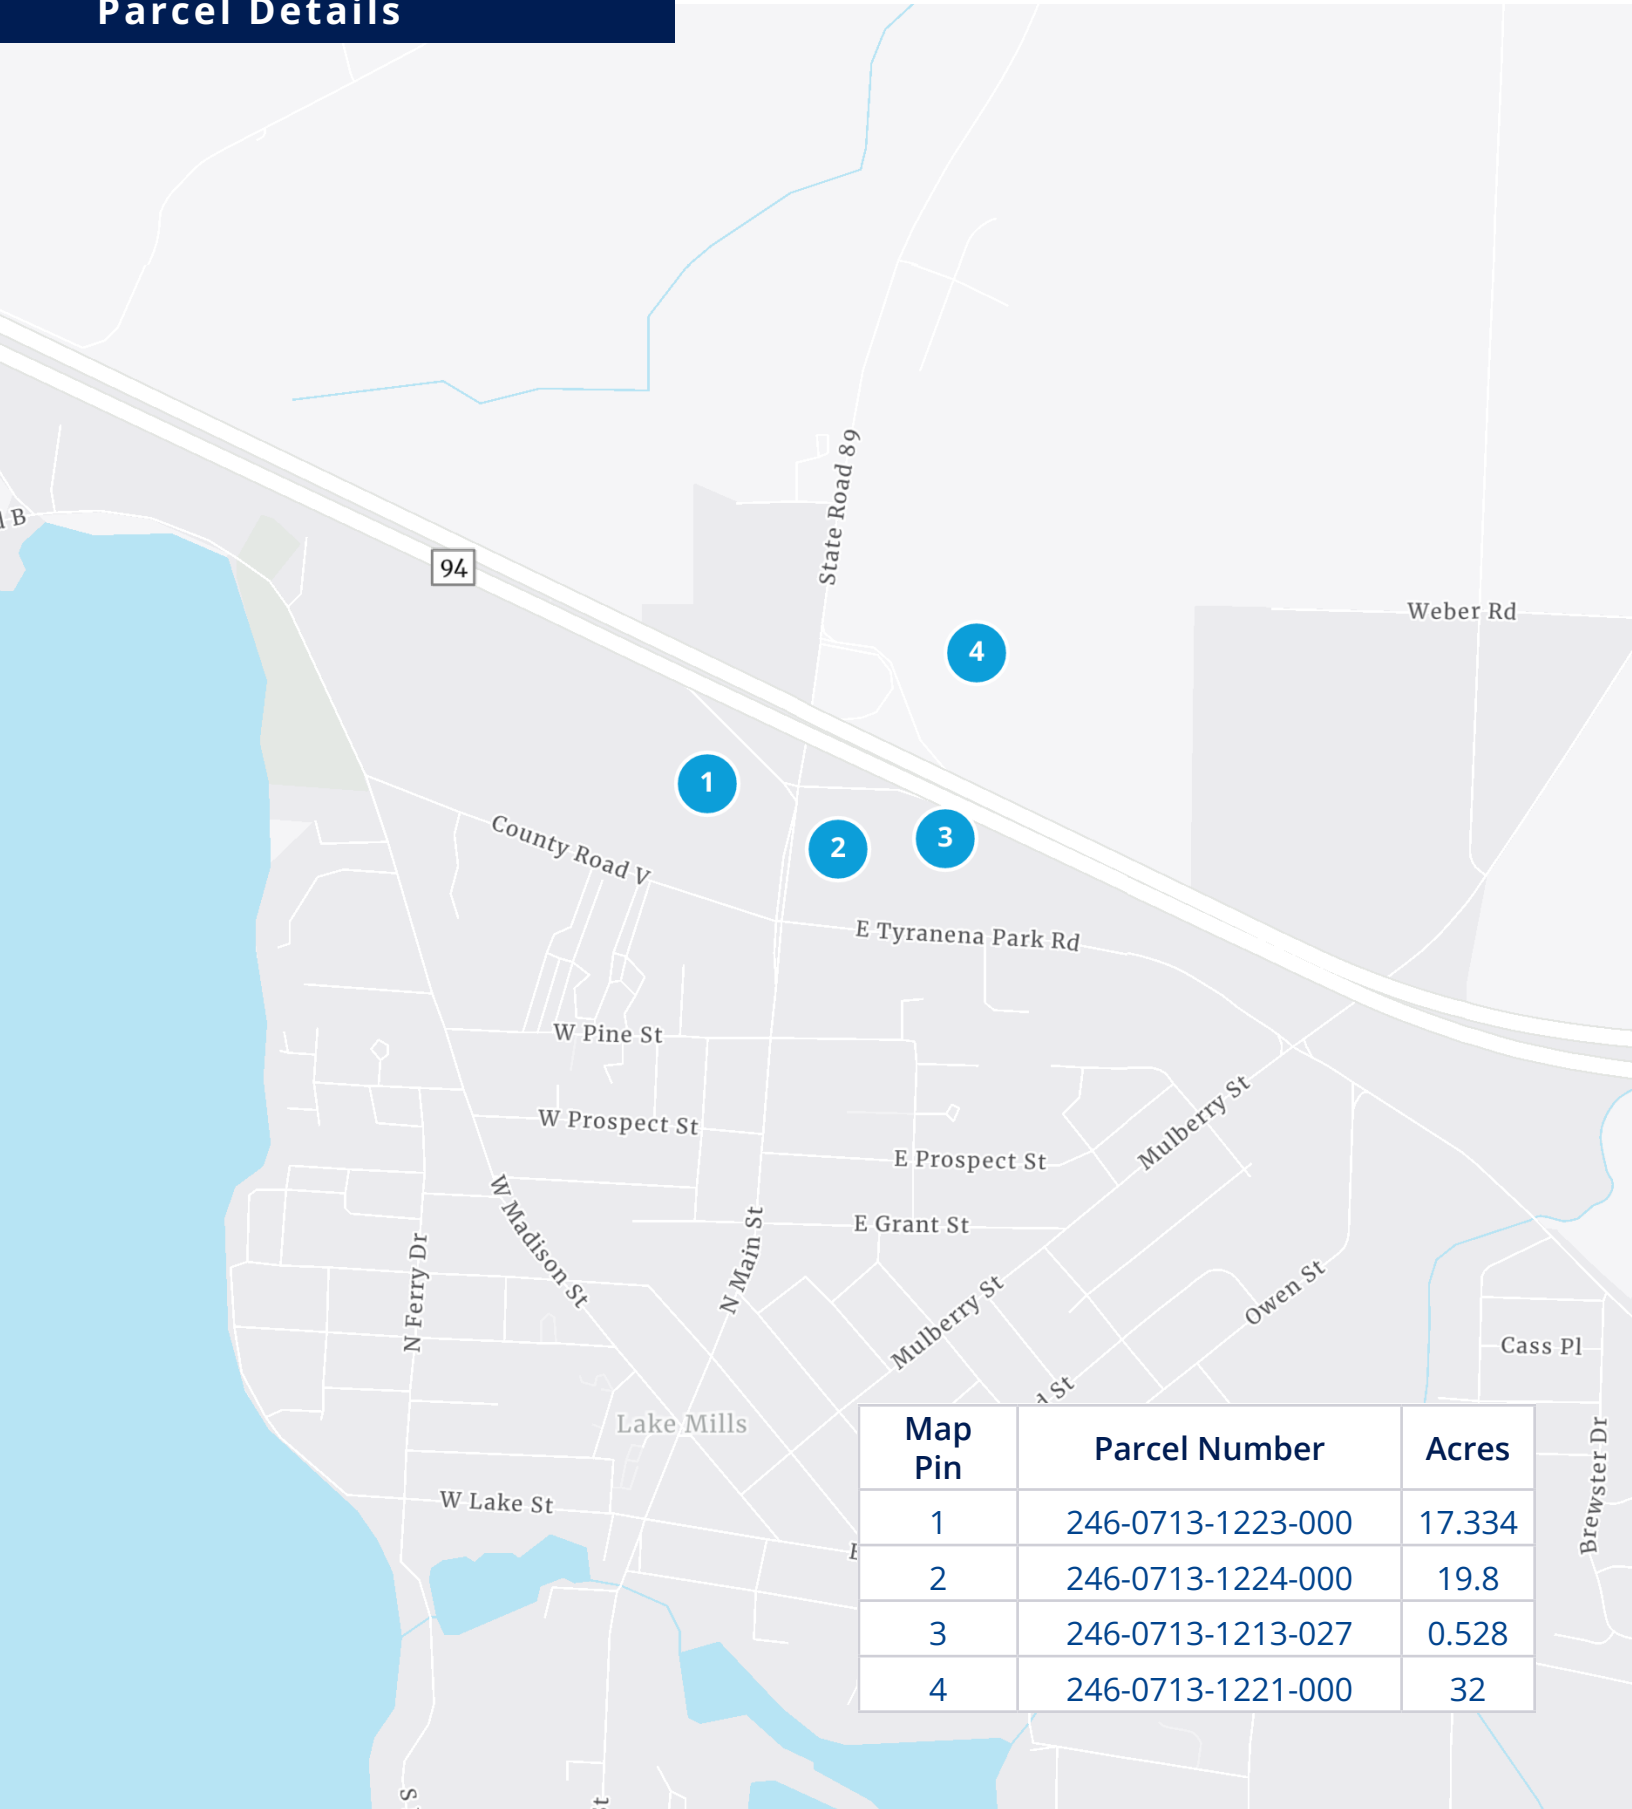 Parcel Details
State Road 89
B
94
Weber Rd
4
1
2
3
County Road V
E Tyranena Park Rd
W Pine St
W Prospect St
E Prospect St
Mulberry St
W Madison St
N Main St
E Grant St
N Ferry Dr
Mulberry St
Owen St
Cass Pl
St
Lake Mills
W Lake St
E
Brewster Dr
S
Map Pin
Parcel Number
Acres
1 246-0713-1223-000 17.334
2 246-0713-1224-000 19.8
3 246-0713-1213-027 0.528
4 246-0713-1221-000 32